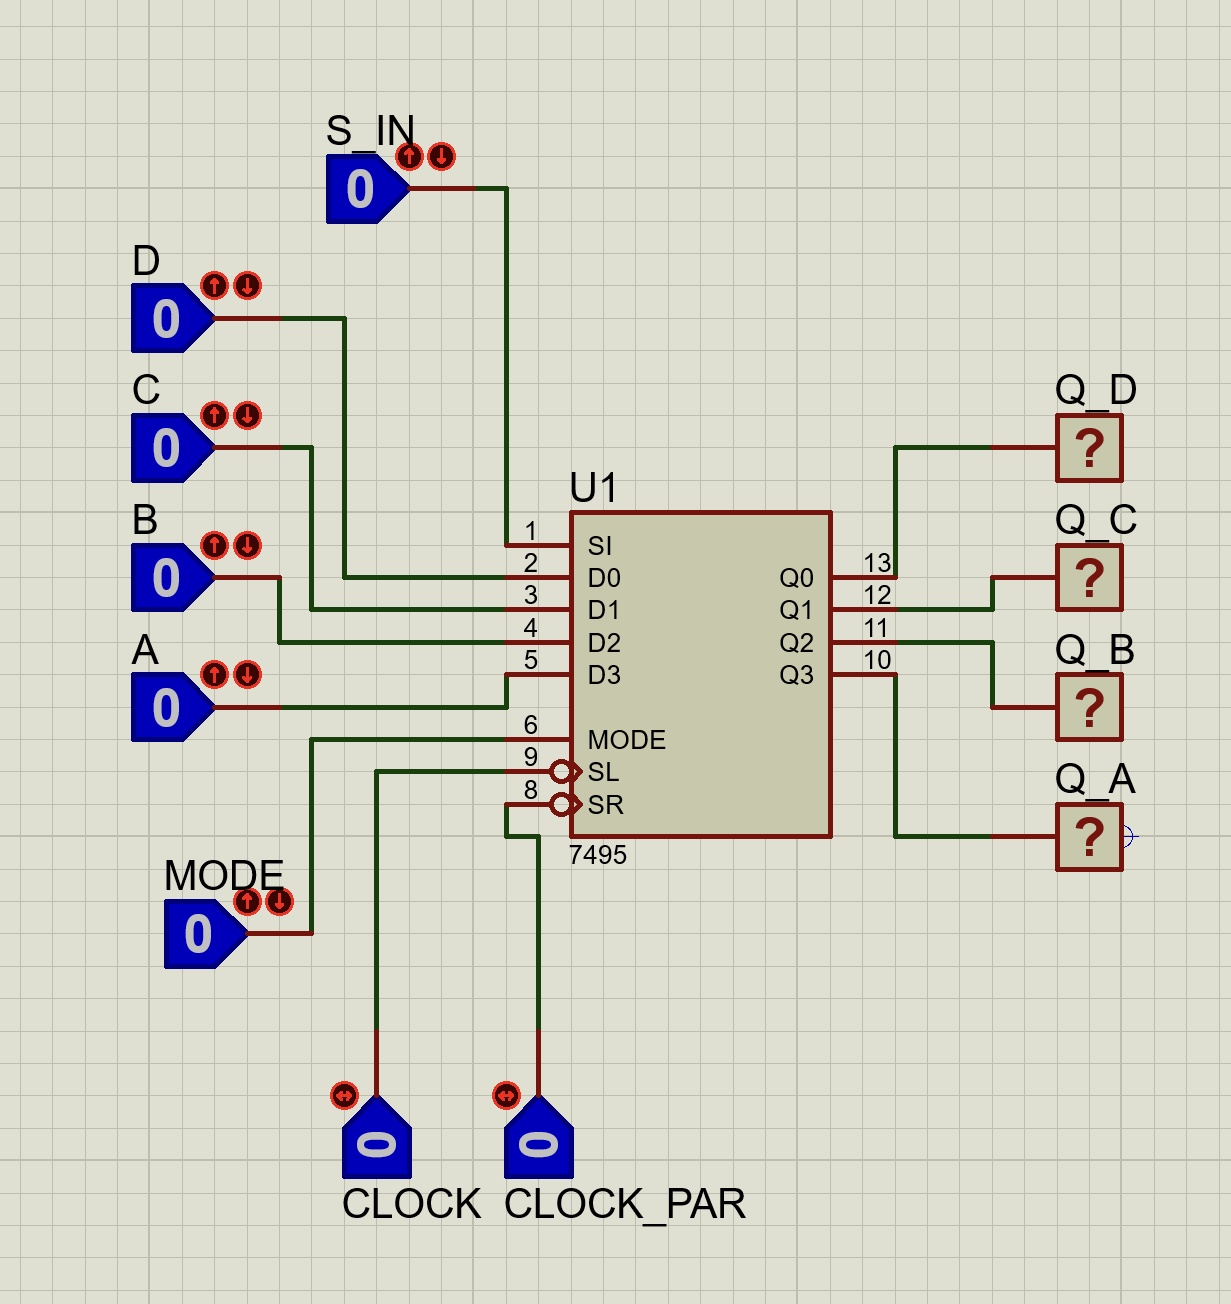 S_IN
0
D
0
C
0
Q_D
?
U1
B
0
Q_C
?
1 SI
2 D0 Q0 13
3 D1 Q1 12
4 D2 Q2 11
5 D3 Q3 10
A
0
Q_B
?
6 MODE
9 SL
8 SR
7495
Q_A
?
MODE
0
0
0
CLOCK CLOCK_PAR